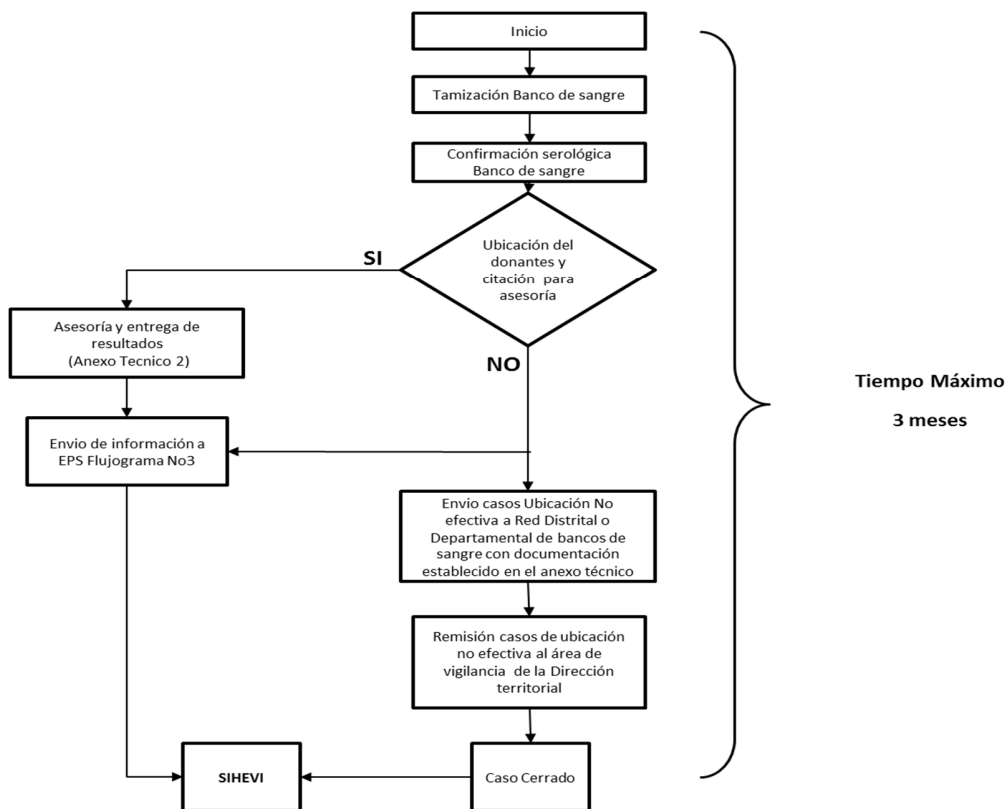 Inicio
Tamización Banco de sangre
Confirmación serológica
Banco de sangre
Ubicación del
donantes y
citación para
asesoría
SI
Asesoría y entrega de
resultados
(Anexo Tecnico 2)
NO
Envio de información a
EPS Flujograma No3
Envio casos Ubicación No
efectiva a Red Distrital o
Departamental de bancos de
sangre con documentación
establecido en el anexo técnico
Remisión casos de ubicación
no efectiva al área de
vigilancia de la Dirección
territorial
SIHEVI
Caso Cerrado
Tiempo Máximo
3 meses